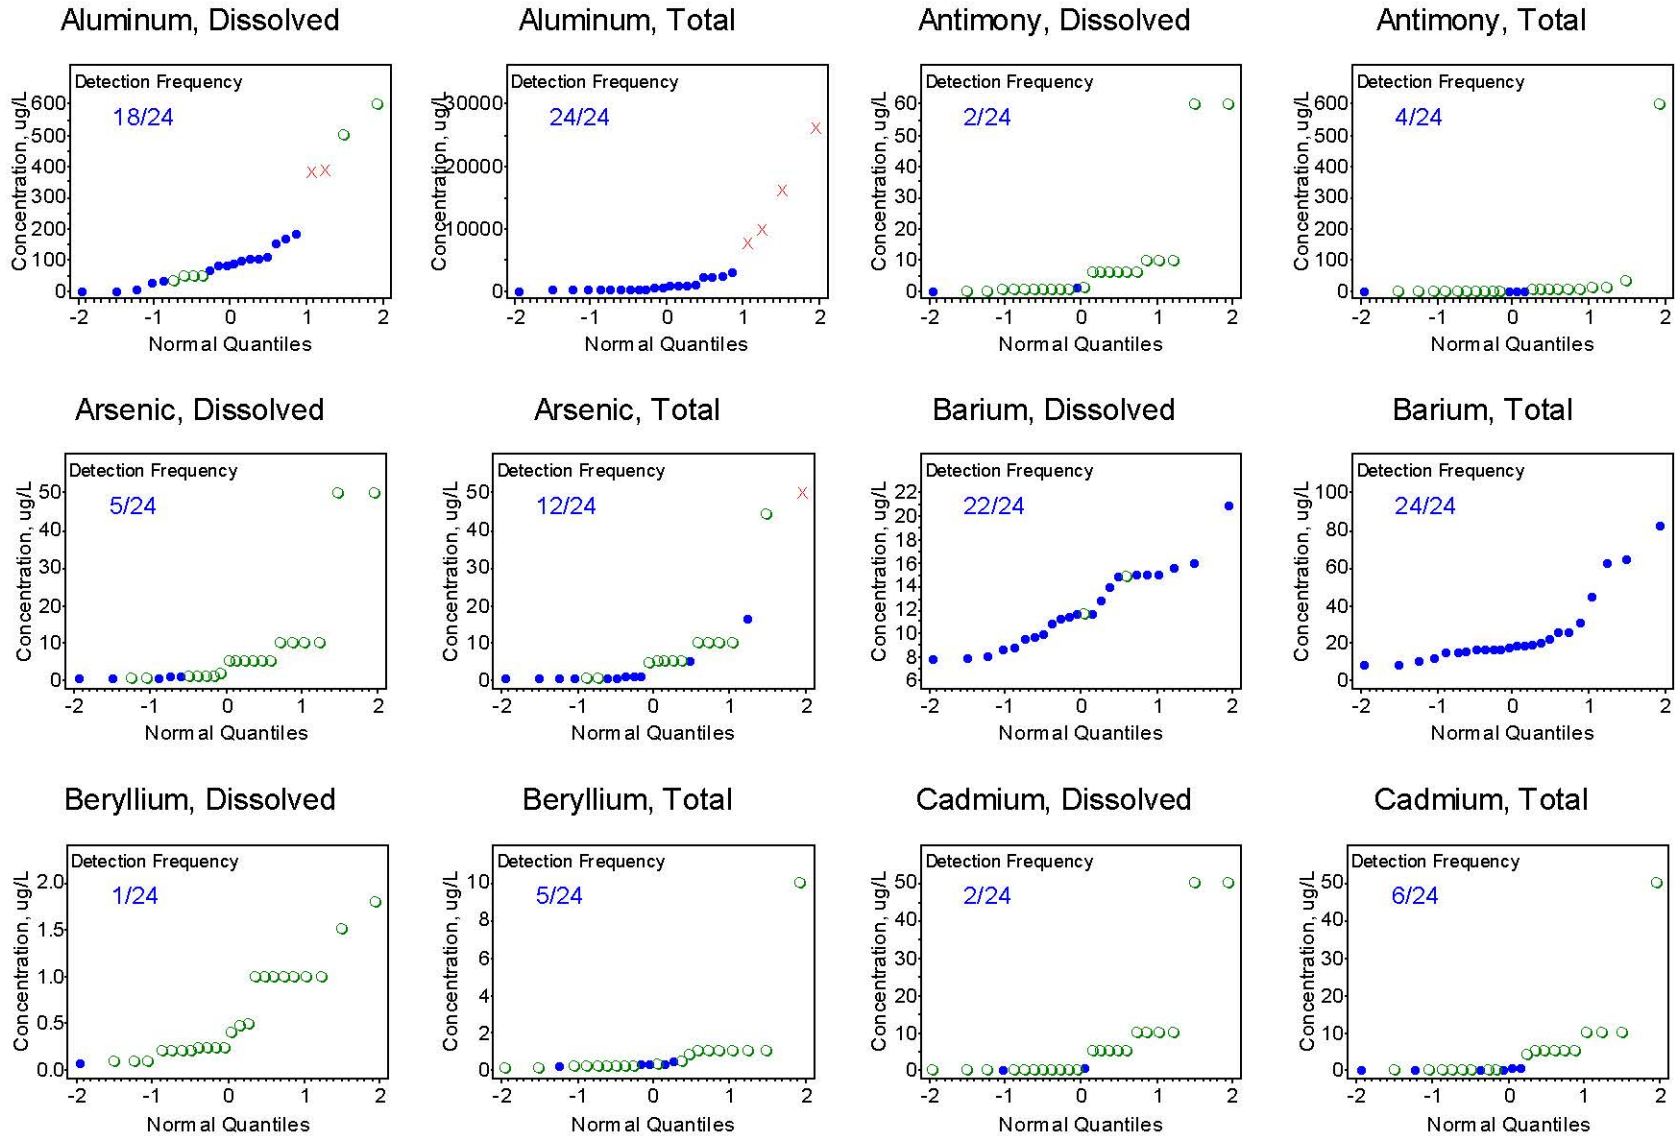 Aluminum, Dissolved
Detection Frequency
18/24
Concentration, ug/L
600
500
400
300
200
100
0
-2 -1 0 1 2
Normal Quantiles
Aluminum, Total
Detection Frequency
24/24
Concentration, ug/L
30000
20000
10000
0
-2 -1 0 1 2
Normal Quantiles
Antimony, Dissolved
Detection Frequency
2/24
Concentration, ug/L
60
50
40
30
20
10
0
-2 -1 0 1 2
Normal Quantiles
Antimony, Total
Detection Frequency
4/24
Concentration, ug/L
600
500
400
300
200
100
0
-2 -1 0 1 2
Normal Quantiles
Arsenic, Dissolved
Detection Frequency
5/24
Concentration, ug/L
50
40
30
20
10
0
-2 -1 0 1 2
Normal Quantiles
Arsenic, Total
Detection Frequency
12/24
Concentration, ug/L
50
40
30
20
10
0
-2 -1 0 1 2
Normal Quantiles
Barium, Dissolved
Detection Frequency
22/24
Concentration, ug/L
22
20
18
16
14
12
10
8
6
-2 -1 0 1 2
Normal Quantiles
Barium, Total
Detection Frequency
24/24
Concentration, ug/L
100
80
60
40
20
0
-2 -1 0 1 2
Normal Quantiles
Beryllium, Dissolved
Detection Frequency
1/24
Concentration, ug/L
2.0
1.5
1.0
0.5
0.0
-2 -1 0 1 2
Normal Quantiles
Beryllium, Total
Detection Frequency
5/24
Concentration, ug/L
10
8
6
4
2
0
-2 -1 0 1 2
Normal Quantiles
Cadmium, Dissolved
Detection Frequency
2/24
Concentration, ug/L
50
40
30
20
10
0
-2 -1 0 1 2
Normal Quantiles
Cadmium, Total
Detection Frequency
6/24
Concentration, ug/L
50
40
30
20
10
0
-2 -1 0 1 2
Normal Quantiles